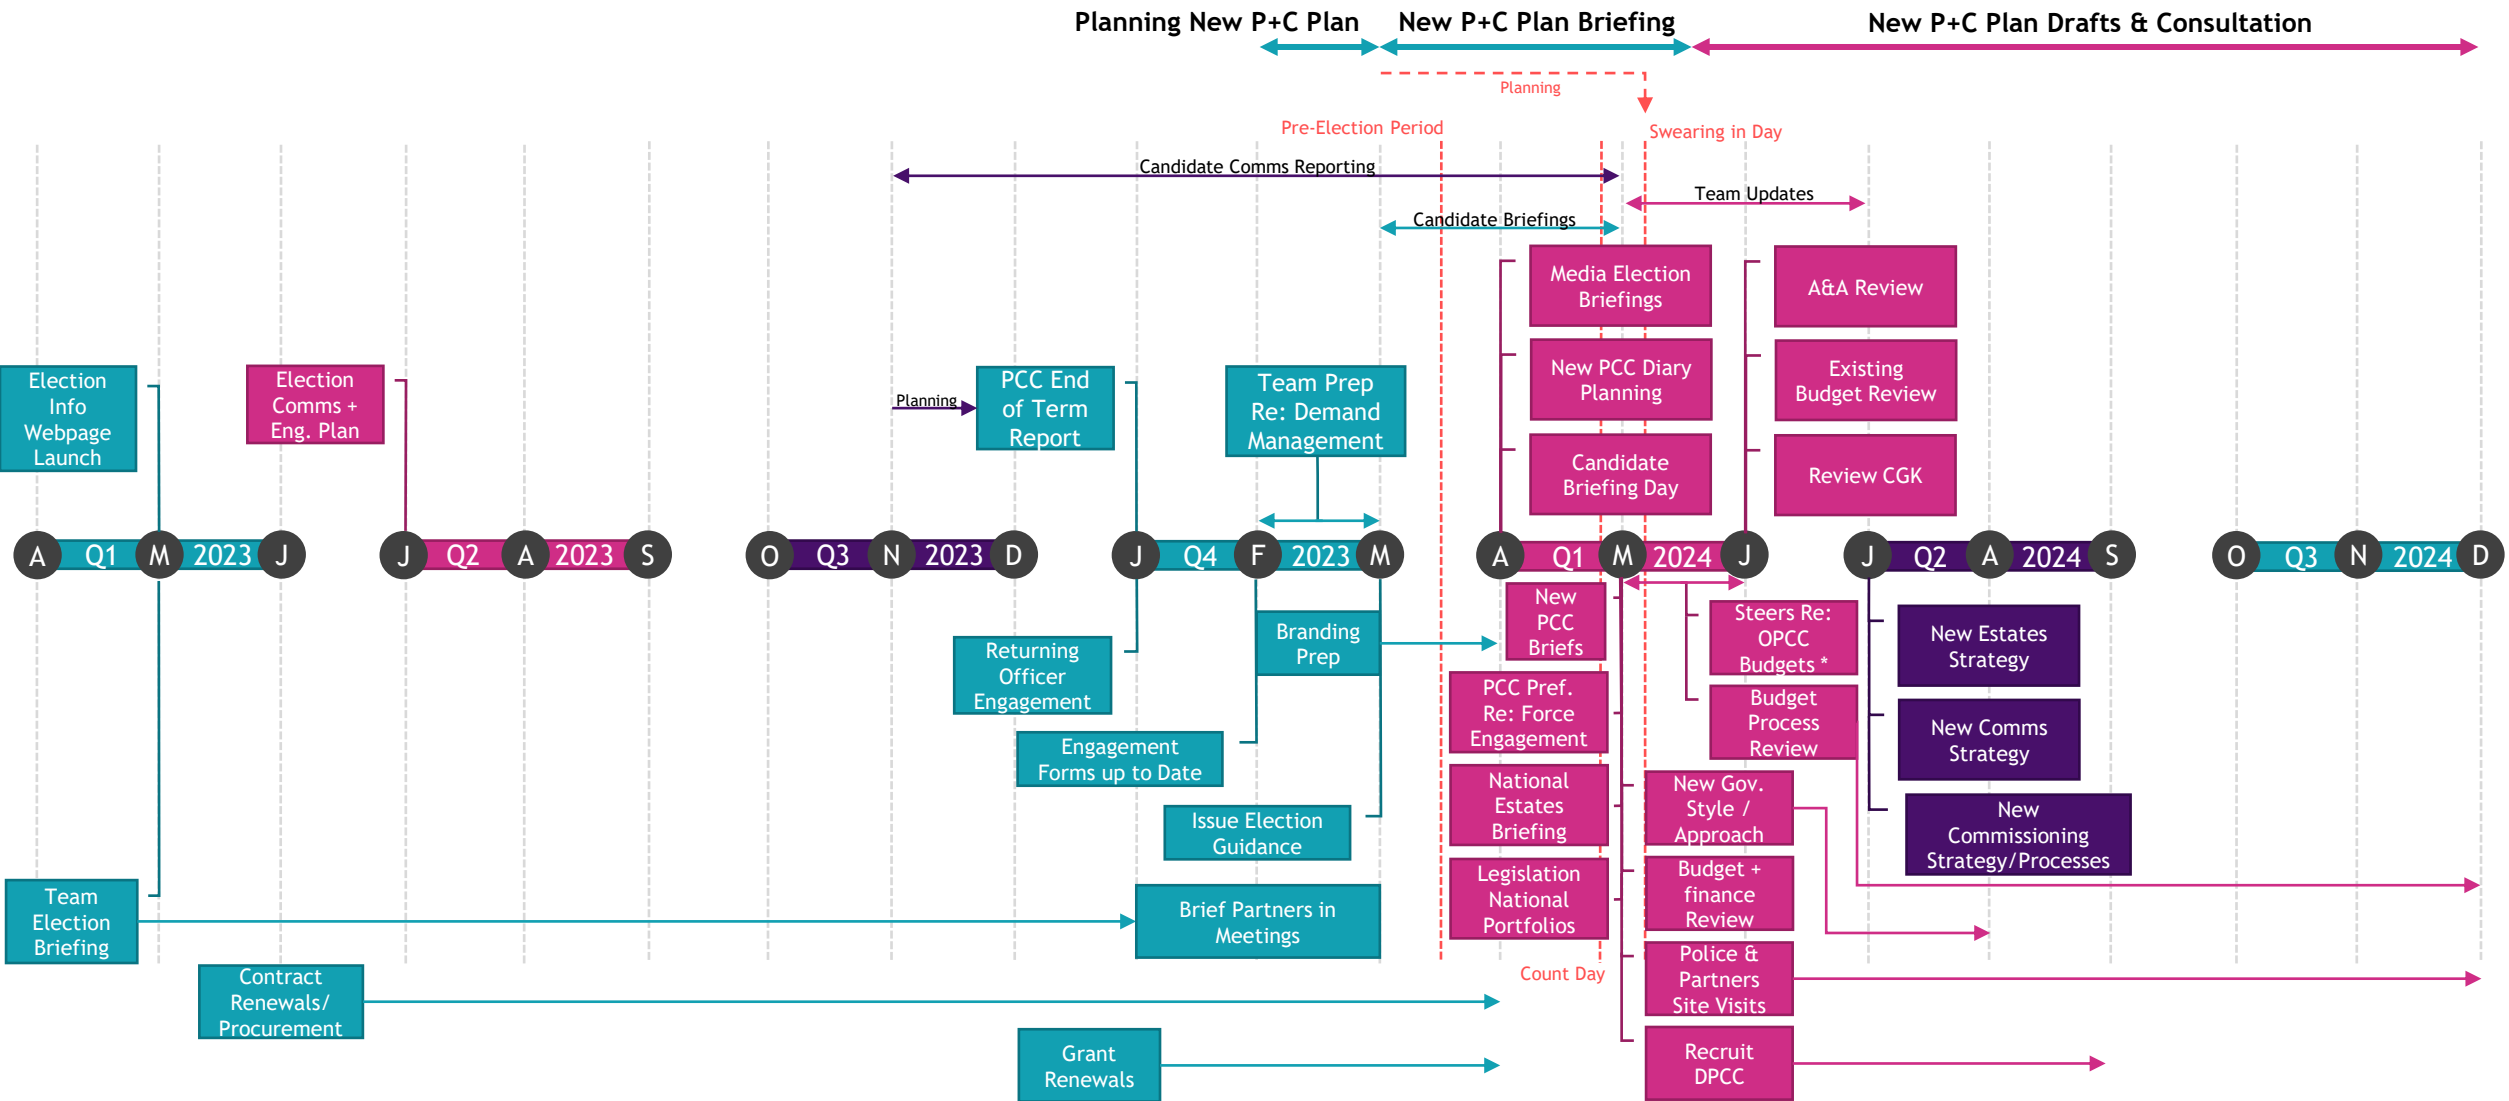 Planning New P+C Plan
New P+C Plan Briefing
New P+C Plan Drafts & Consultation
Planning
Pre-Election Period
Swearing in Day
Candidate Comms Reporting
Team Updates
Candidate Briefings
Media Election
Briefings
A&A Review
New PCC Diary
Planning
Existing
Budget Review
Candidate
Briefing Day
Review CGK
Election
Info
Webpage
Launch
Election
Comms +
Eng. Plan
Planning
PCC End
of Term
Report
Team Prep
Re: Demand
Management
A Q1 M 2023 J
J Q2 A 2023 S
O Q3 N 2023 D
J Q4 F 2023 M
A Q1 M 2024 J
J Q2 A 2024 S
O Q3 N 2024 D
Returning
Officer
Engagement
Branding
Prep
Engagement
Forms up to Date
Issue Election
Guidance
Team
Election
Briefing
Brief Partners in
Meetings
Contract
Renewals/
Procurement
Grant
Renewals
New
PCC
Briefs
PCC Pref.
Re: Force
Engagement
National
Estates
Briefing
Legislation
National
Portfolios
Count Day
Steers Re:
OPCC
Budgets *
Budget
Process
Review
New Gov.
Style /
Approach
Budget +
finance
Review
Police &
Partners
Site Visits
Recruit
DPCC
New Estates
Strategy
New Comms
Strategy
New
Commissioning
Strategy/Processes